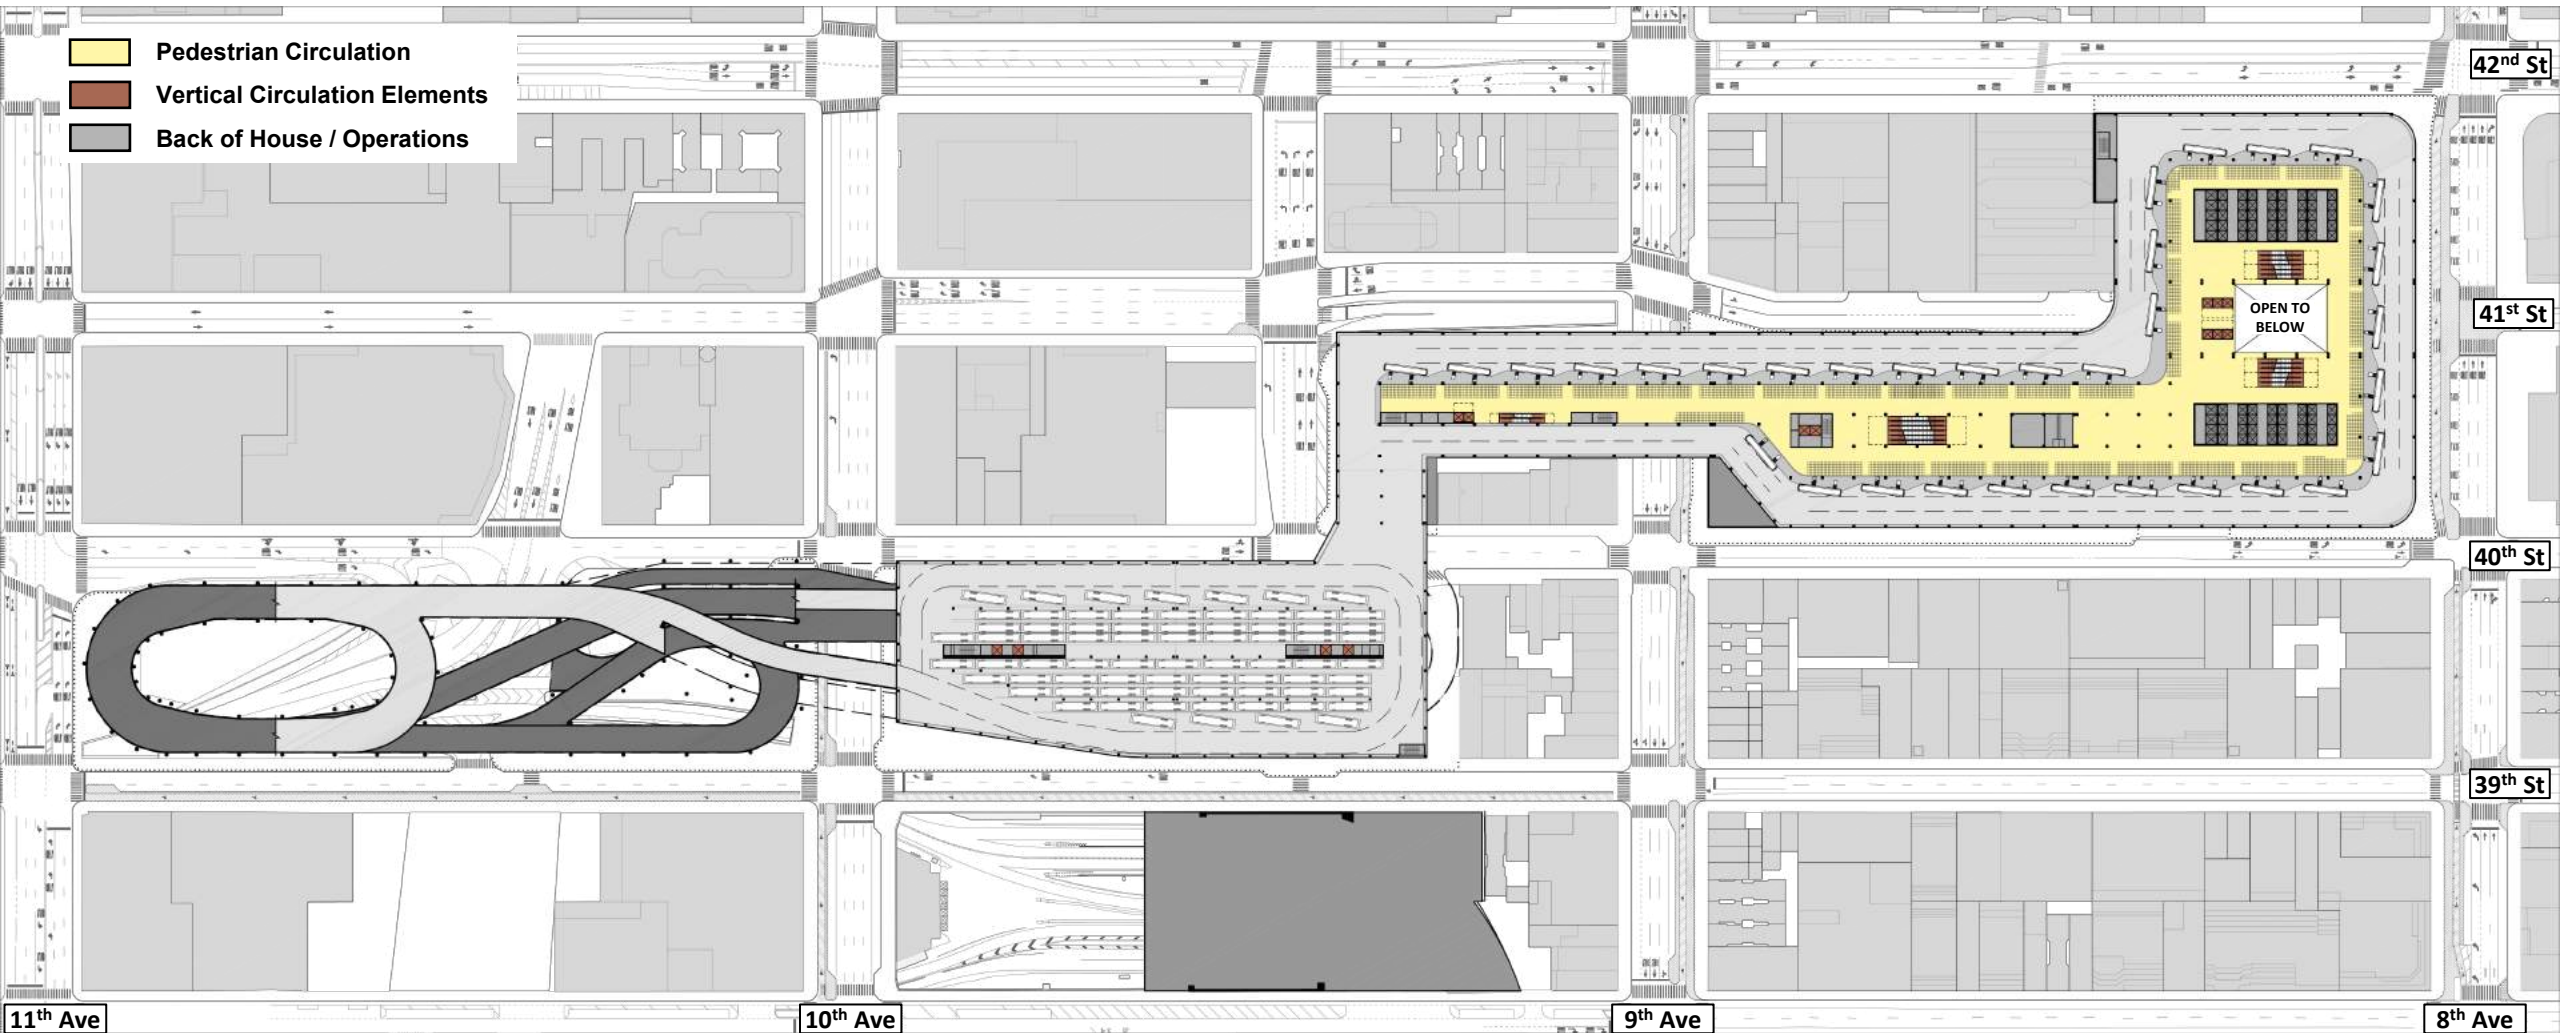 Pedestrian Circulation
Vertical Circulation Elements
Back of House / Operations
42nd St
OPEN TO
BELOW
41st St
40th St
39th St
11th Ave
10th Ave
9th Ave
8th Ave